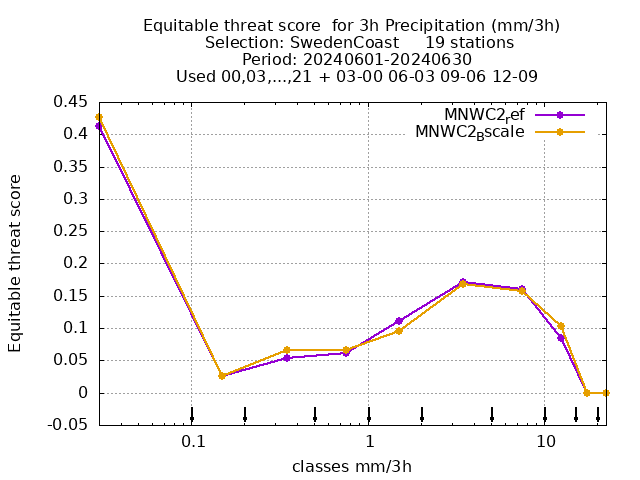 Equitable threat score  for 3h Precipitation (mm/3h)
Selection: SwedenCoast     19 stations
Period: 20240601-20240630
Used 00,03,...,21 + 03-00 06-03 09-06 12-09
MNWC2ref
MNWC2Bscale
0.45
0.4
0.35
0.3
0.25
0.2
0.15
0.1
0.05
0
-0.05
Equitable threat score
0.1 1 10
classes mm/3h